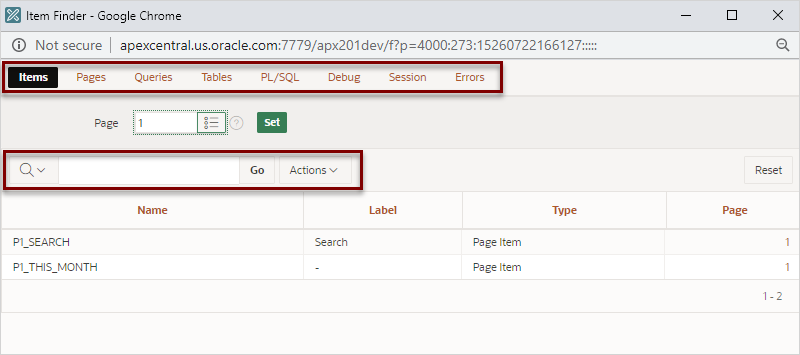 Item Finder - Google Chrome
Not secure apexcentral.us.oracle.com:7779/apx201dev/f?p=4000:273:15260722166127:::::
Items Pages Queries Tables PL/SQL Debug Session Errors
Page 1 ? Set
Go Actions Reset
Name Label Type Page
P1_SEARCH Search Page Item 1
P1_THIS_MONTH - Page Item 1
1 - 2